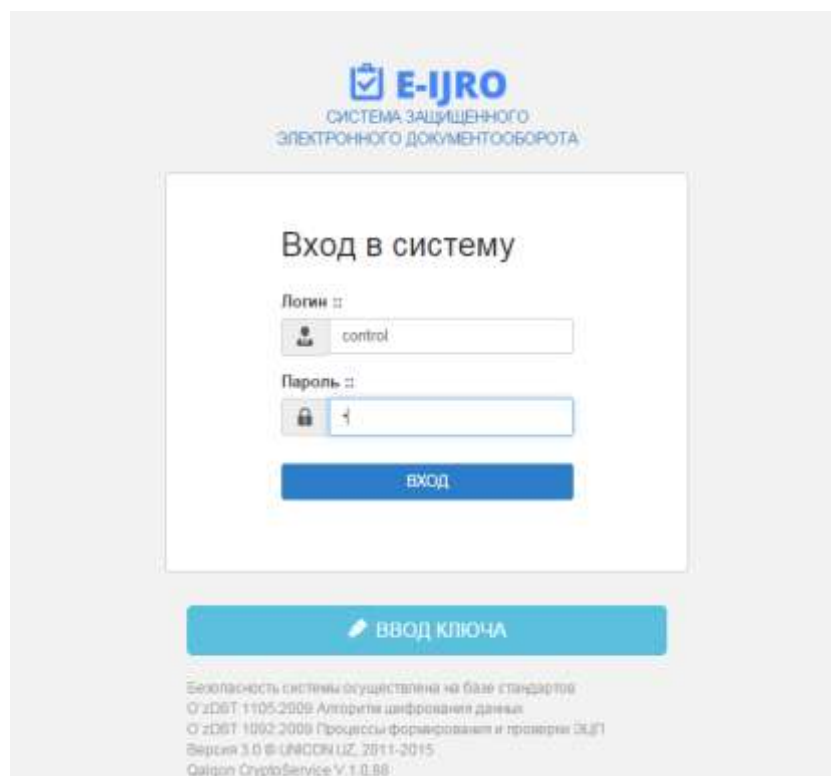 E-IJRO
СИСТЕМА ЗАЩИЩЕННОГО
ЭЛЕКТРОННОГО ДОКУМЕНТООБОРОТА
Вход в систему
Логин ::
control
Пароль ::
ВХОД
ВВОД КЛЮЧА
Безопасность системы осуществлена на базе стандартов
O'zDST 1105:2009 Алгоритм шифрования данных
O'zDST 1092:2009 Процессы формирования и проверки ЭЦП
Версия 3.0 © UNICON.UZ, 2011-2015
CryptoService V.1.0.88